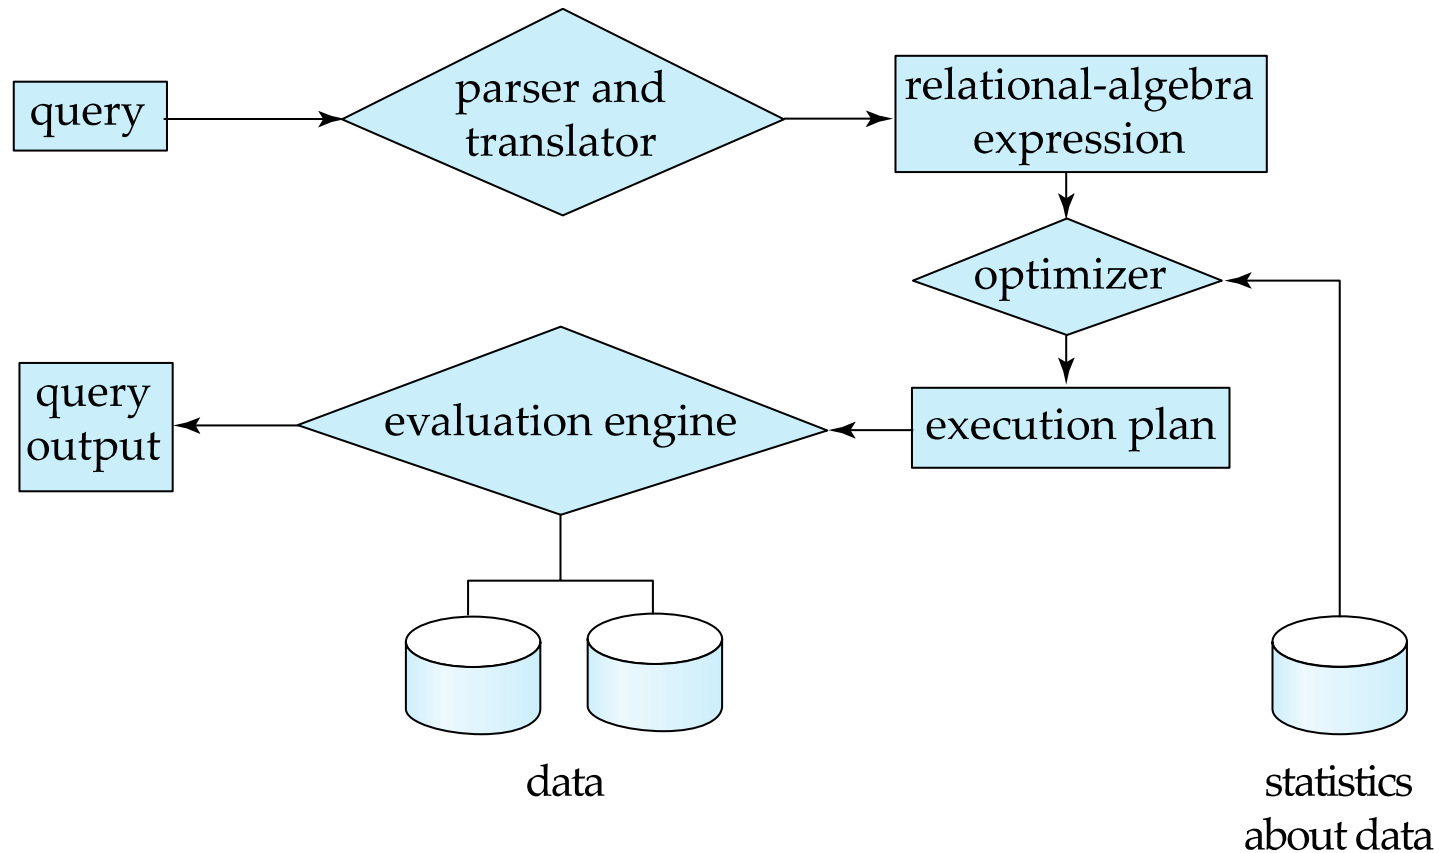 query
parser and
translator
relational-algebra
expression
optimizer
query
output
evaluation engine
execution plan
data
statistics
about data